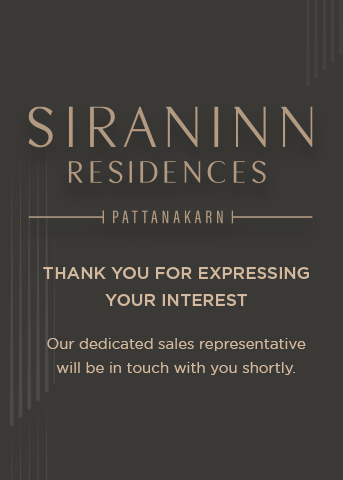 SIRANINN
RESIDENCES
PATTANAKARN
THANK YOU FOR EXPRESSING
YOUR INTEREST
Our dedicated sales representative
will be in touch with you shortly.